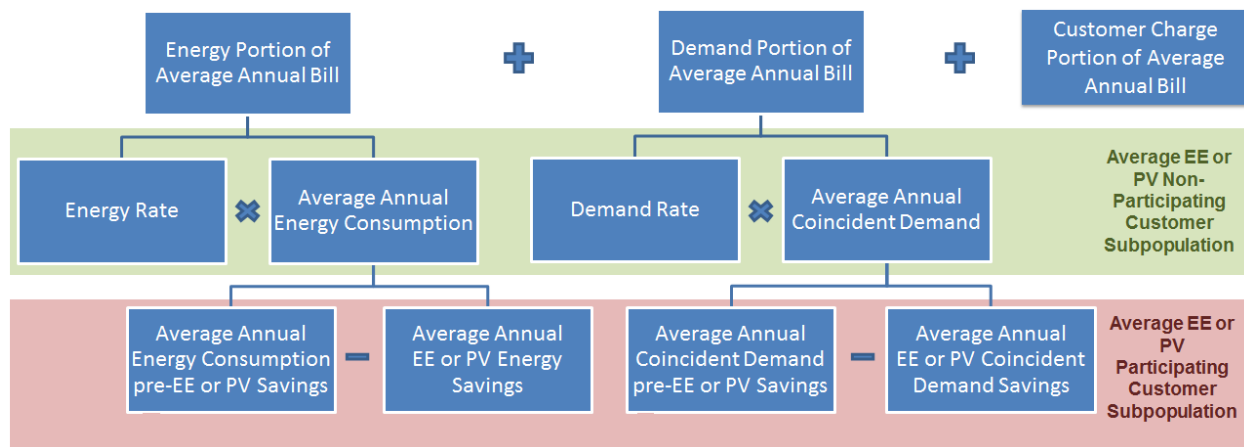 Energy Portion of
Average Annual Bill
Demand Portion of
Average Annual Bill
Customer Charge
Portion of Average
Annual Bill
Energy Rate
Average Annual
Energy Consumption
Demand Rate
Average Annual
Coincident Demand
Average EE or
PV Non-
Participating
Customer
Subpopulation
Average Annual
Energy Consumption
pre-EE or PV Savings
Average Annual
EE or PV Energy
Savings
Average Annual
Coincident Demand
pre-EE or PV Savings
Average Annual
EE or PV Coincident
Demand Savings
Average EE or
PV
Participating
Customer
Subpopulation